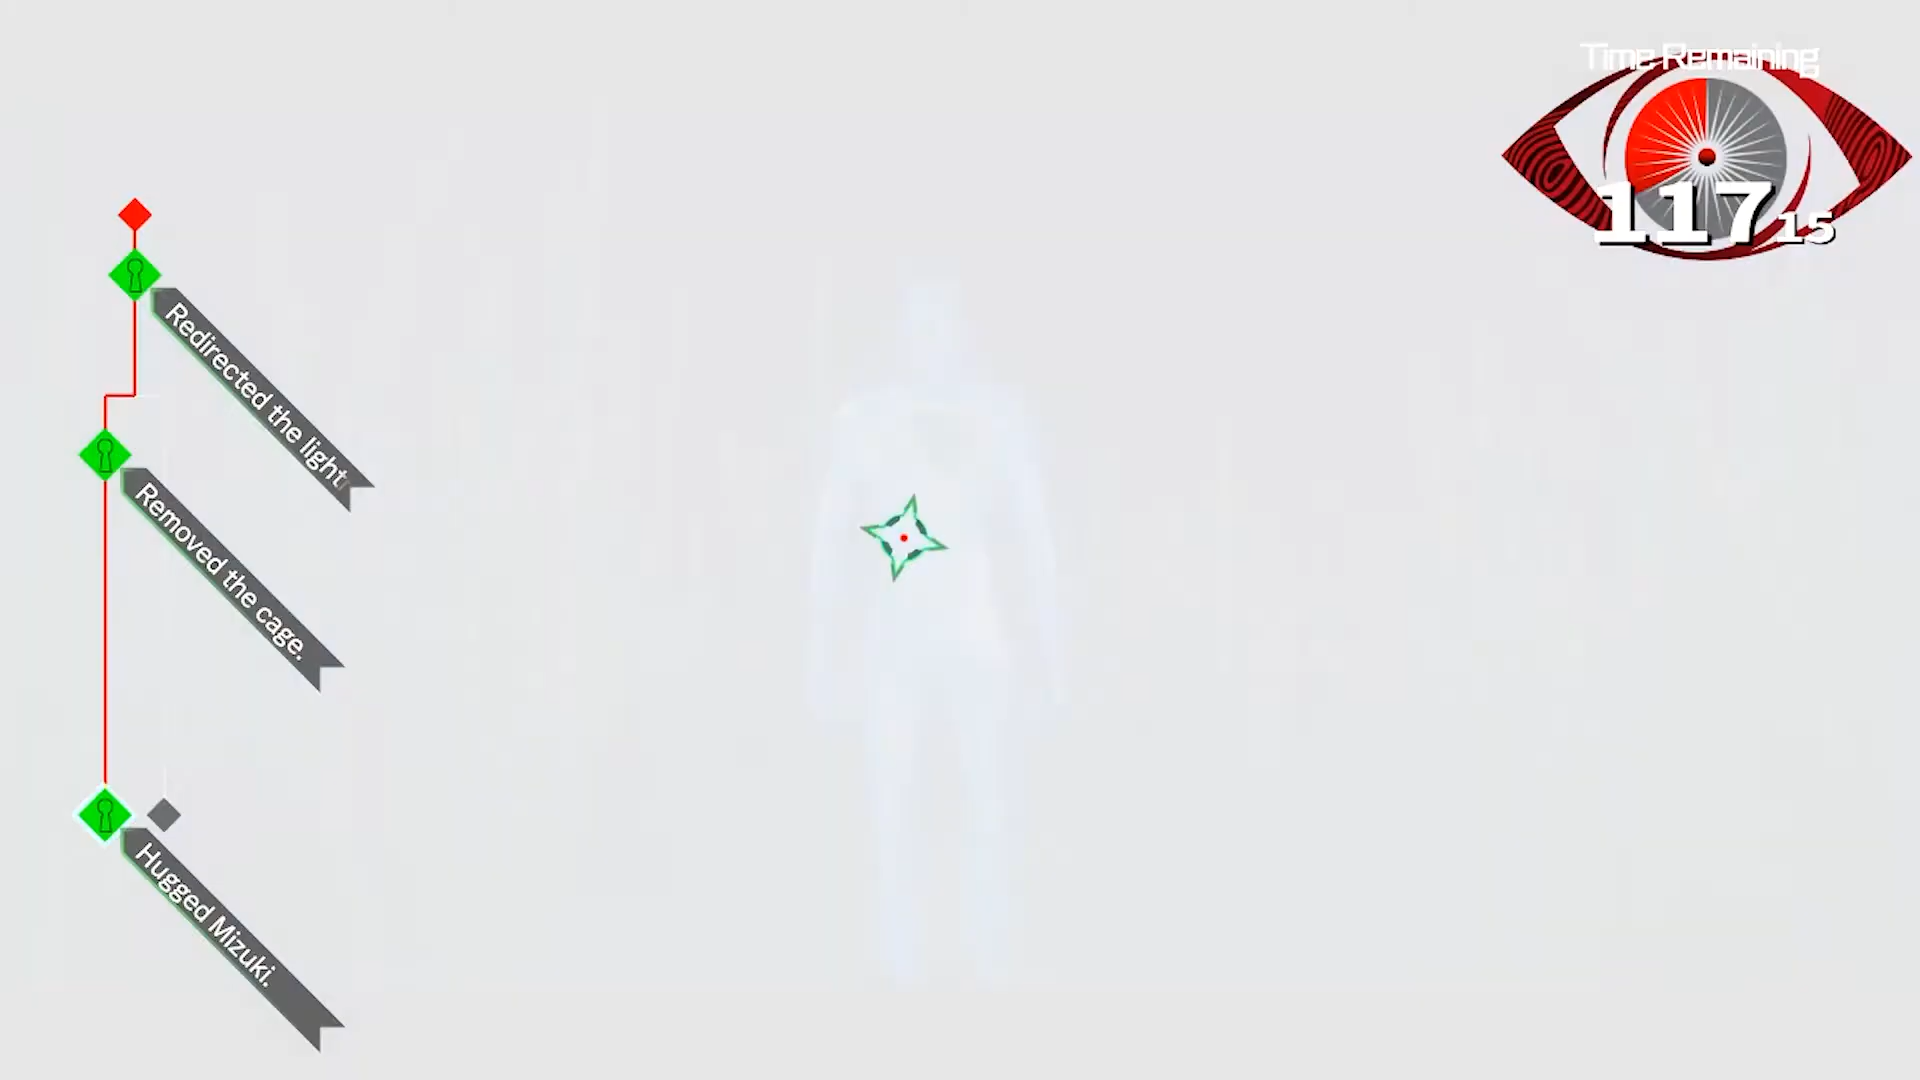 Time Remaining
117 15
Redirected the light
Removed the cage.
Hugged Mizuki.